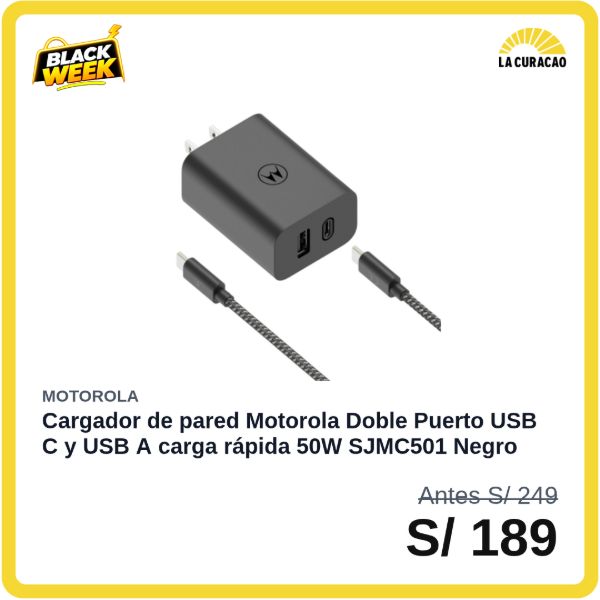 BLACK
WEEK
LA CURACAO
MOTOROLA
Cargador de pared Motorola Doble Puerto USB
C y USB A carga rápida 50W SJMC501 Negro
Antes S/ 249
S/ 189